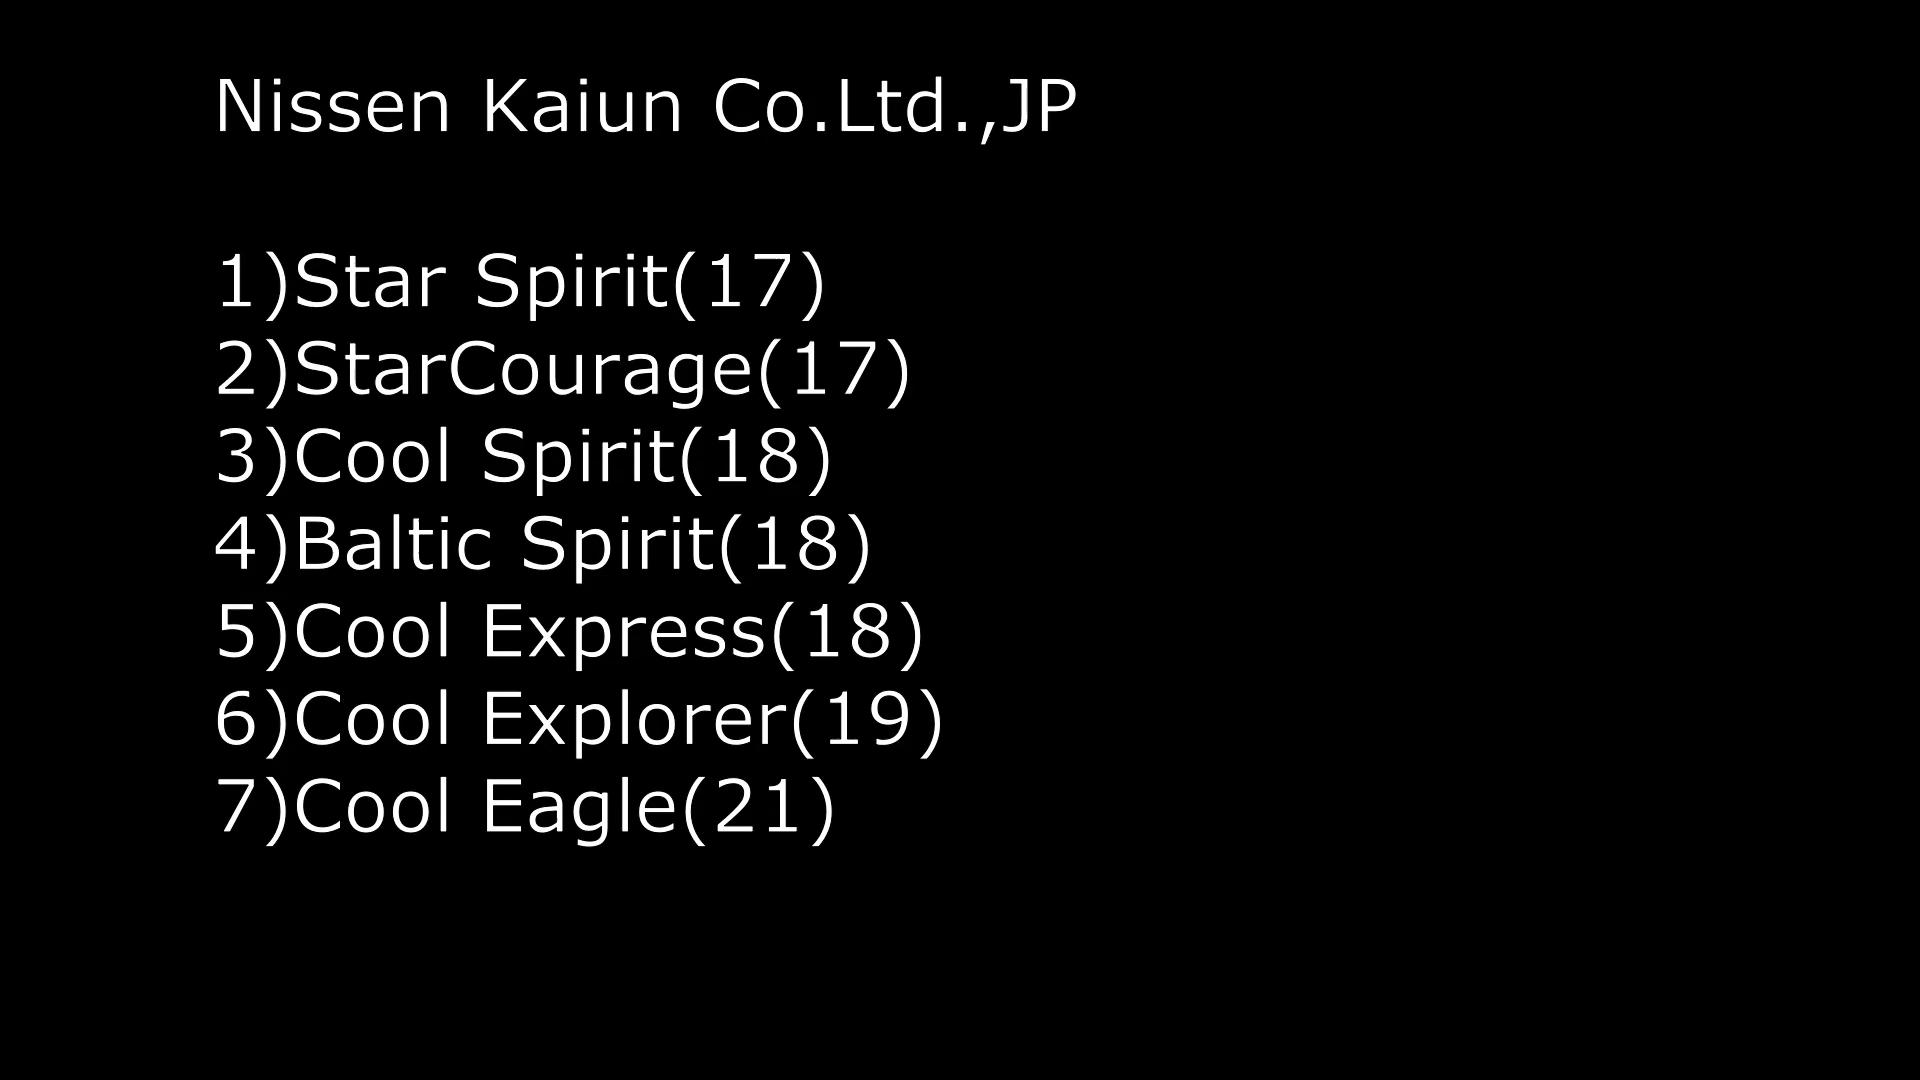 Nissen Kaiun Co.Ltd.,JP
1)Star Spirit(17)
2)StarCourage(17)
3)Cool Spirit(18)
4)Baltic Spirit(18)
5)Cool Express(18)
6)Cool Explorer(19)
7)Cool Eagle(21)